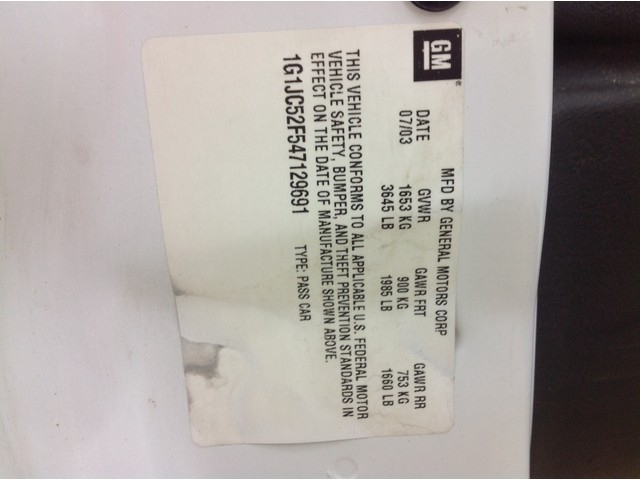 GM
MFD BY GENERAL MOTORS CORP
DATE GVWR GAWR FRT GAWR RR
07/03 1653 KG 900 KG 753 KG
3645 LB 1985 LB 1660 LB
THIS VEHICLE CONFORMS TO ALL APPLICABLE U.S. FEDERAL MOTOR
VEHICLE SAFETY, BUMPER, AND THEFT PREVENTION STANDARDS IN
EFFECT ON THE DATE OF MANUFACTURE SHOWN ABOVE.
1G1JC52F547129691 TYPE: PASS CAR